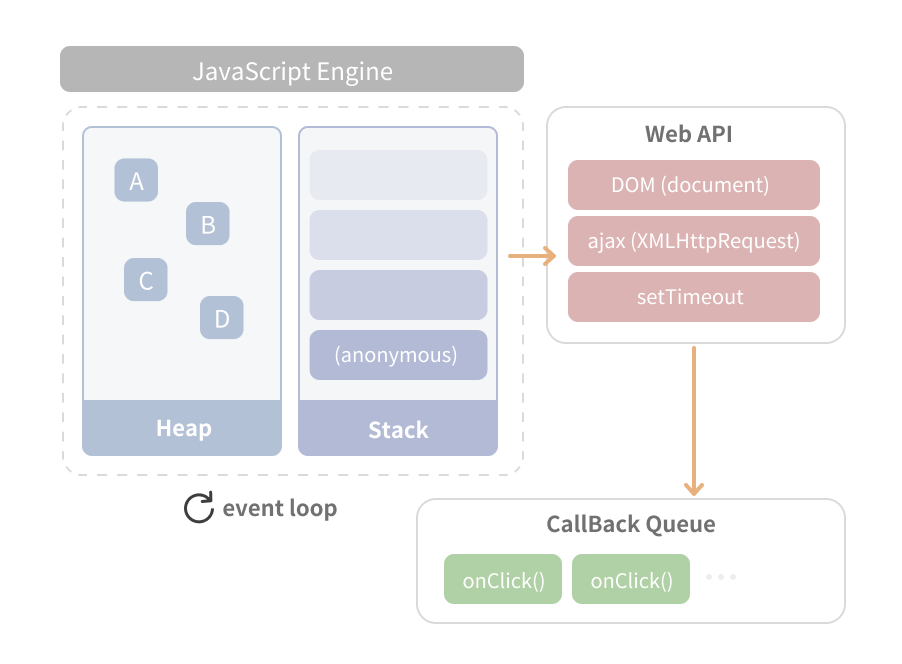 JavaScript Engine
A
B
C
D
Heap
(anonymous)
Stack
Web API
DOM (document)
ajax (XMLHttpRequest)
setTimeout
event loop
CallBack Queue
onClick()
onClick()
...